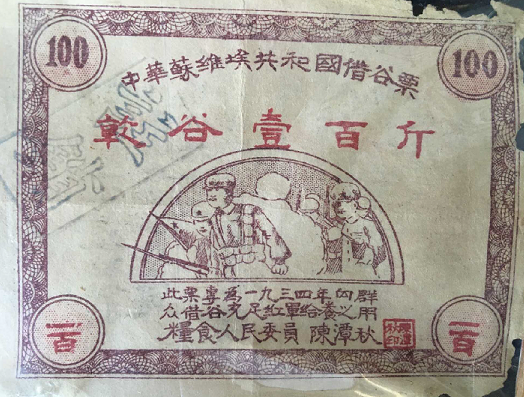 100
100
中華蘇維埃共和國借谷票
乾谷壹百斤
此票專為一九三四年向群
众借谷充足紅軍給养之用
糧食人民委員 陳潭秋
一百
一百